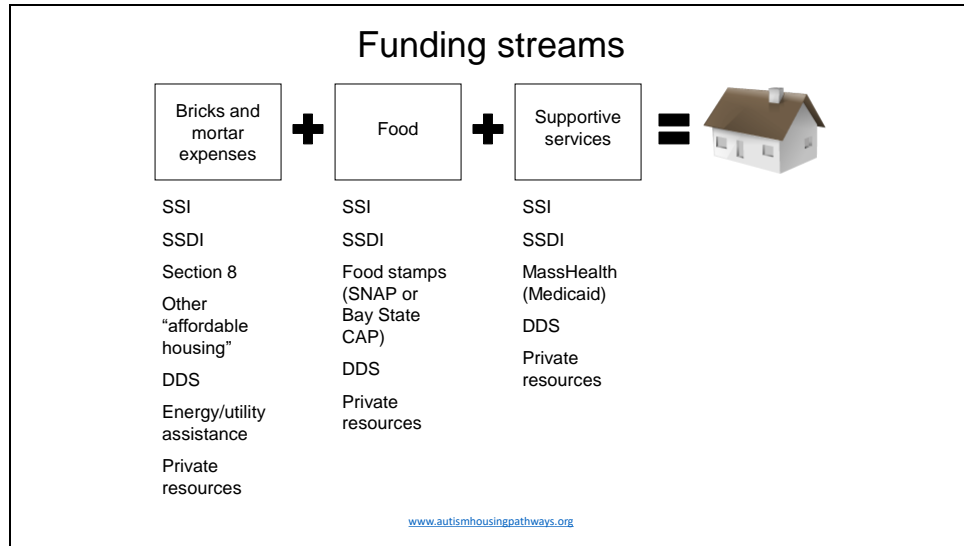 Funding streams
Bricks and
mortar
expenses
Food
Supportive
services
SSI
SSDI
Section 8
Other
“affordable
housing”
DDS
Energy/utility
assistance
Private
resources
SSI
SSDI
Food stamps
(SNAP or
Bay State
CAP)
DDS
Private
resources
SSI
SSDI
MassHealth
(Medicaid)
DDS
Private
resources
www.autismhousingpathways.org